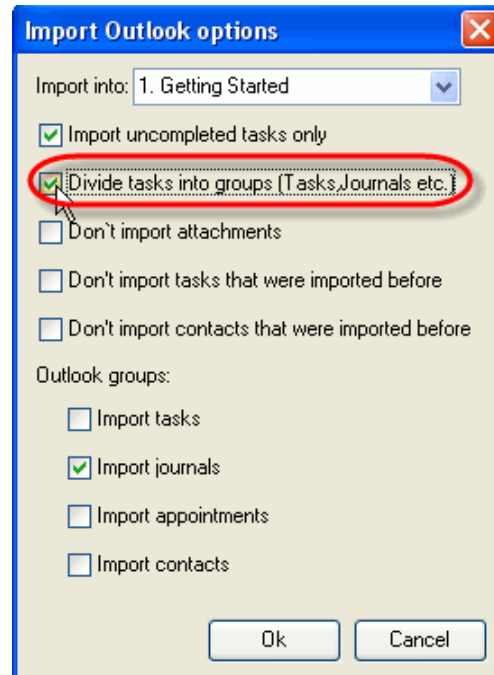 Import Outlook options
Import into: 1. Getting Started
Import uncompleted tasks only
Divide tasks into groups (Tasks,Journals etc.)
Don`t import attachments
Don't import tasks that were imported before
Don't import contacts that were imported before
Outlook groups:
Import tasks
Import journals
Import appointments
Import contacts
Ok Cancel